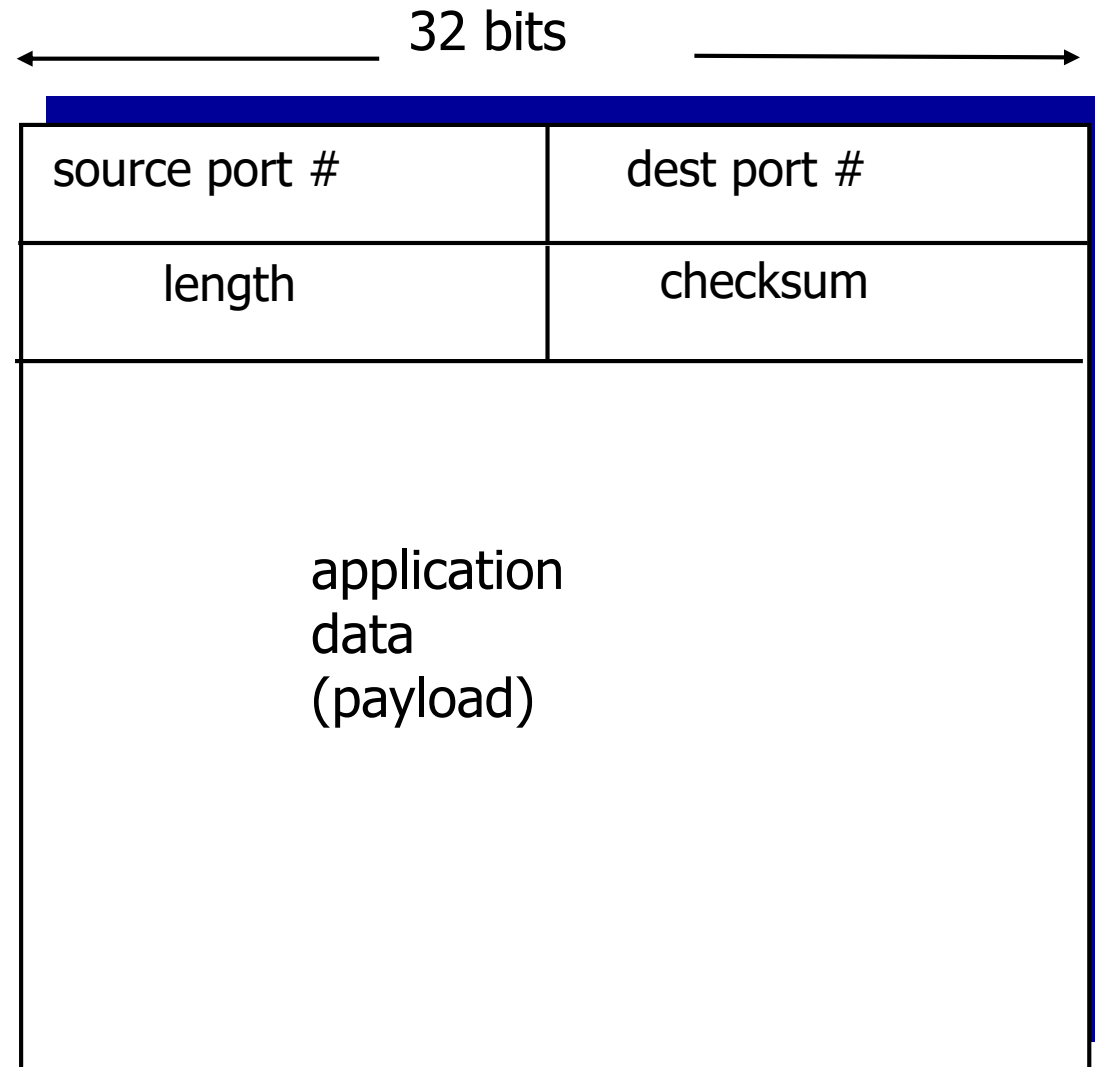 32 bits
source port #
dest port #
length
checksum
application
data
(payload)